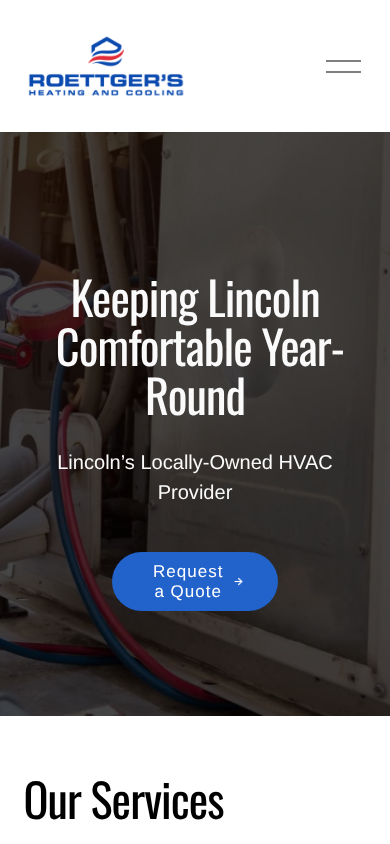 ROETTGER'S
HEATING AND COOLING
Keeping Lincoln
Comfortable Year-
Round
Lincoln’s Locally-Owned HVAC
Provider
Request
a Quote
Our Services